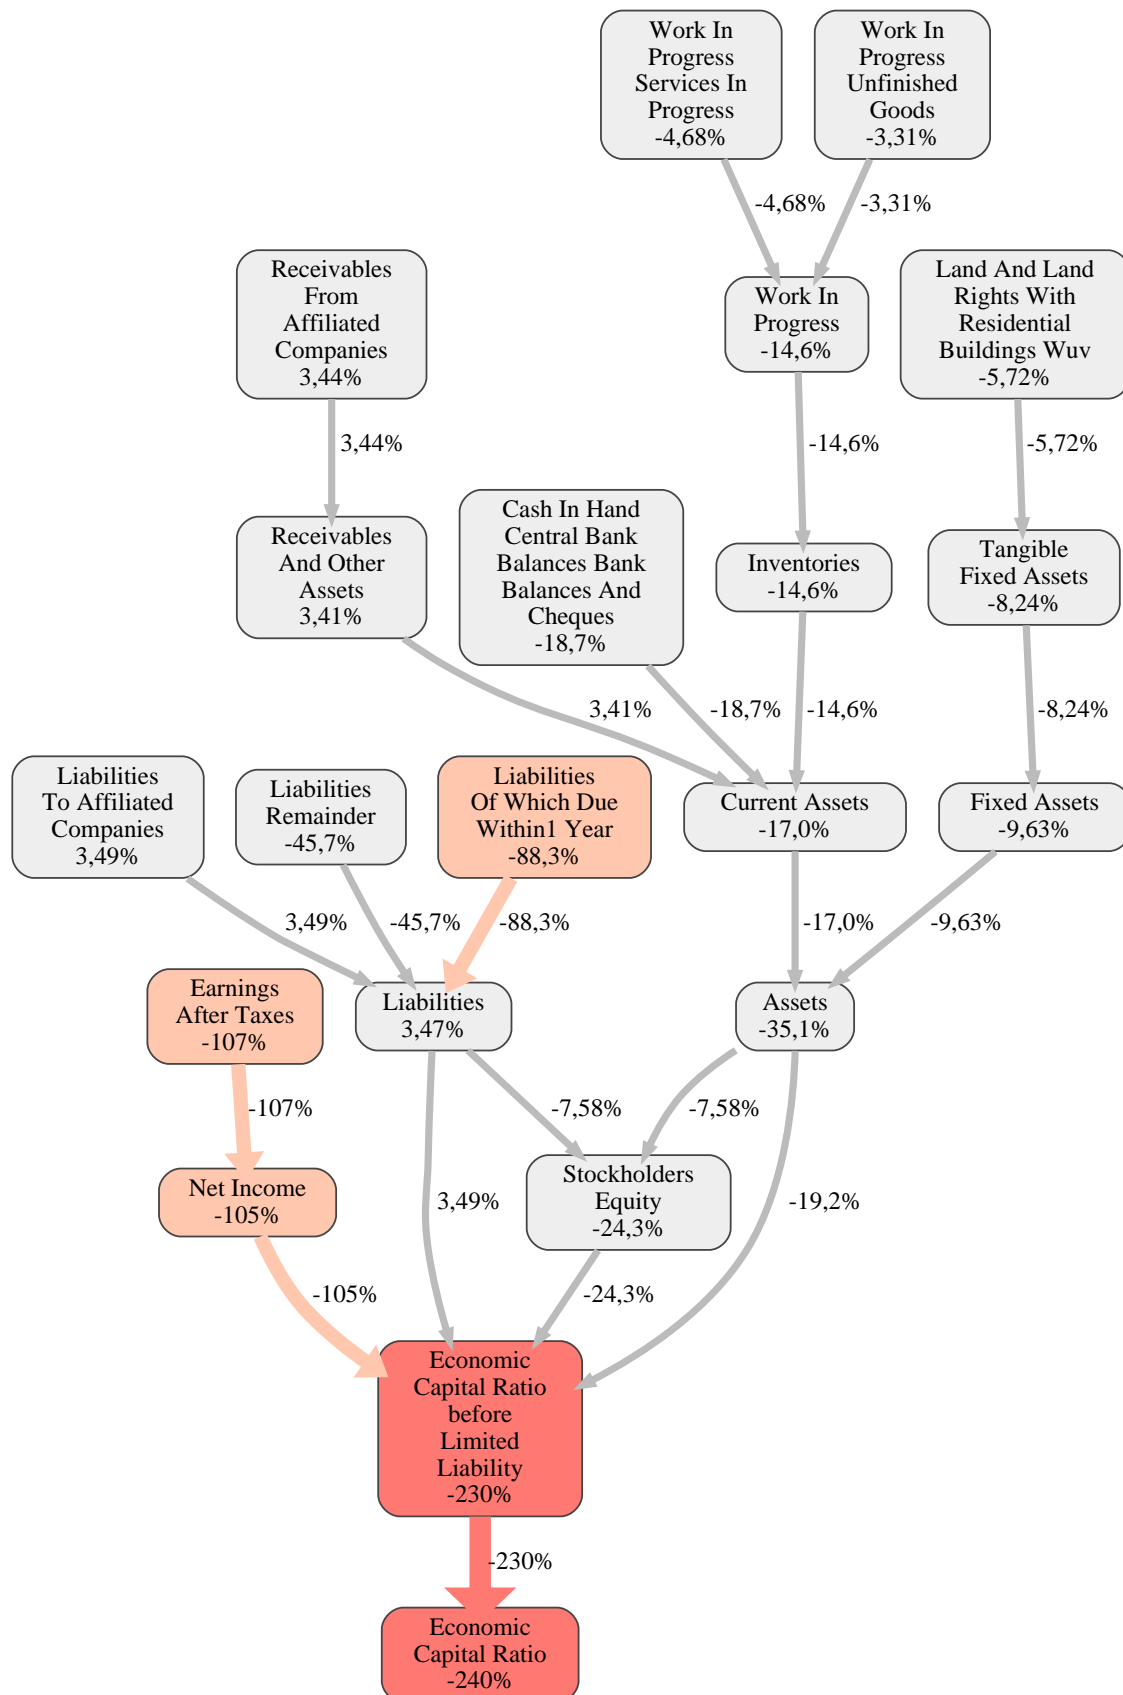 Work In
Progress
Services In
Progress
-4,68%
Work In
Progress
Unfinished
Goods
-3,31%
-4,68%
-3,31%
Receivables
From
Affiliated
Companies
3,44%
Work In
Progress
-14,6%
Land And Land
Rights With
Residential
Buildings Wuv
-5,72%
3,44%
-14,6%
-5,72%
Receivables
And Other
Assets
3,41%
Cash In Hand
Central Bank
Balances Bank
Balances And
Cheques
-18,7%
Inventories
-14,6%
Tangible
Fixed Assets
-8,24%
3,41%
-18,7%
-14,6%
-8,24%
Liabilities
To Affiliated
Companies
3,49%
Liabilities
Remainder
-45,7%
Liabilities
Of Which Due
Within1 Year
-88,3%
Current Assets
-17,0%
Fixed Assets
-9,63%
3,49%
-45,7%
-88,3%
-17,0%
-9,63%
Earnings
After Taxes
-107%
Liabilities
3,47%
Assets
-35,1%
-107%
-7,58%
-7,58%
Net Income
-105%
3,49%
Stockholders
Equity
-24,3%
-19,2%
-105%
-24,3%
Economic
Capital Ratio
before
Limited
Liability
-230%
-230%
Economic
Capital Ratio
-240%